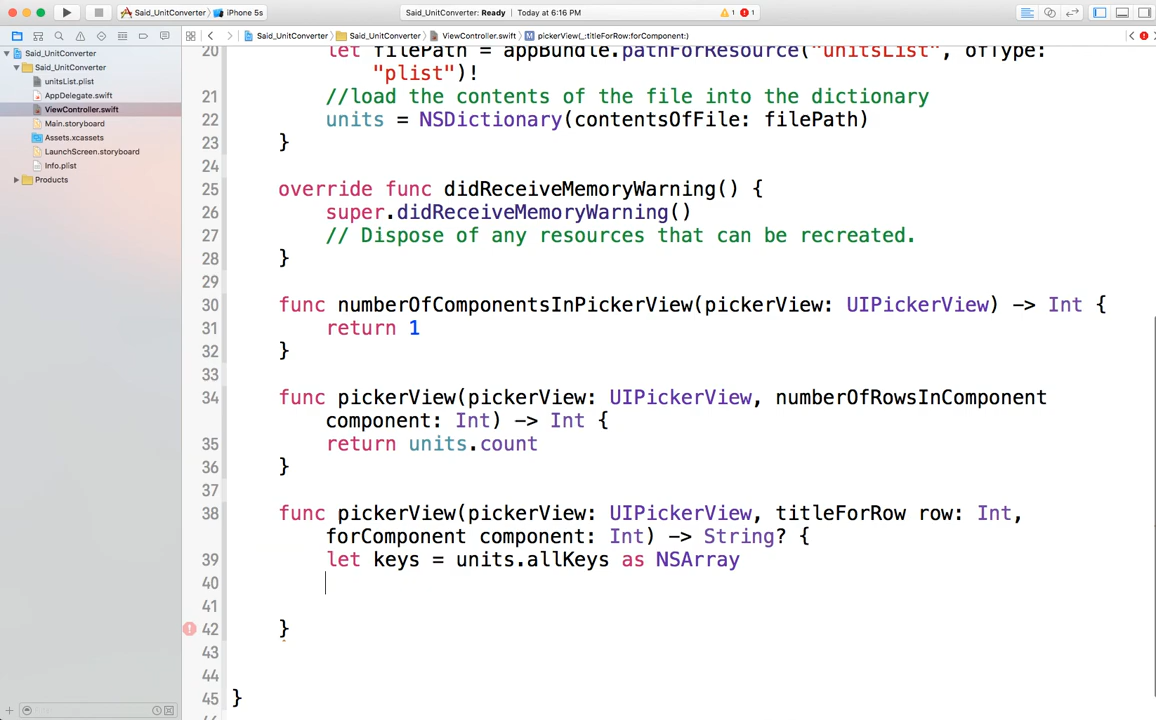 Said_UnitConverter > iPhone 5s
Said_UnitConverter: Ready | Today at 6:16 PM
1 1
Said_UnitConverter > Said_UnitConverter > ViewController.swift > M pickerView(_:titleForRow:forComponent:)
Said_UnitConverter
Said_UnitConverter
unitsList.plist
AppDelegate.swift
ViewController.swift
Main.storyboard
Assets.xcassets
LaunchScreen.storyboard
Info.plist
Products
20 let filePath = appBundle.pathForResource("unitsList", ofType:
"plist")!
21 //load the contents of the file into the dictionary
22 units = NSDictionary(contentsOfFile: filePath)
23 }
24
25 override func didReceiveMemoryWarning() {
26 super.didReceiveMemoryWarning()
27 // Dispose of any resources that can be recreated.
28 }
29
30 func numberOfComponentsInPickerView(pickerView: UIPickerView) -> Int {
31 return 1
32 }
33
34 func pickerView(pickerView: UIPickerView, numberOfRowsInComponent
component: Int) -> Int {
35 return units.count
36 }
37
38 func pickerView(pickerView: UIPickerView, titleForRow row: Int,
forComponent component: Int) -> String? {
39 let keys = units.allKeys as NSArray
40
41
42 }
43
44
45 }